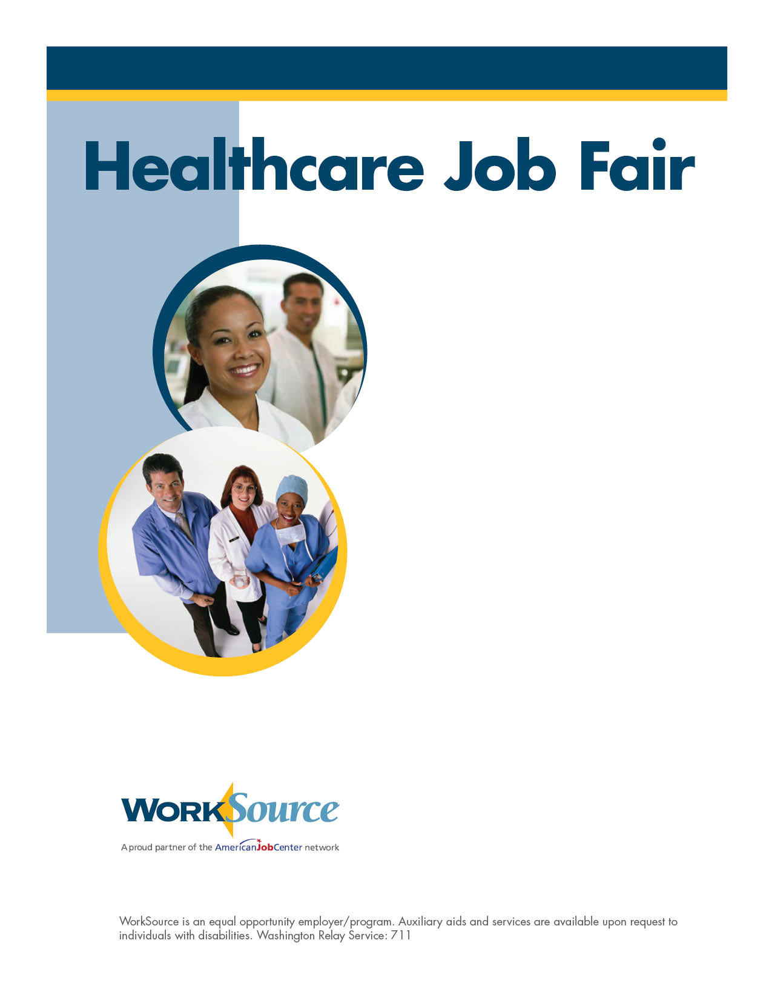 Healthcare Job Fair
WorkSource
A proud partner of the AmericanJobCenter network
WorkSource is an equal opportunity employer/program. Auxiliary aids and services are available upon request to
individuals with disabilities. Washington Relay Service: 711